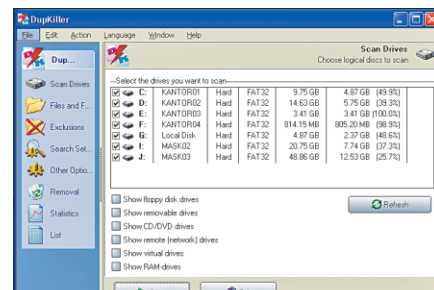 DupKiller
File Edit Action Language Window Help
Dup...
Scan Drives
Choose logical discs to scan
Scan Drives
Files and F...
Exclusions
Search Set...
Other Optio...
Removal
Statistics
List
Select the drives you want to scan
C: KANTOR01 Hard FAT32 9.75 GB 4.87 GB (49.9%)
D: KANTOR02 Hard FAT32 14.63 GB 5.75 GB (39.3%)
E: KANTOR03 Hard FAT32 3.41 GB 3.41 GB (100.0%)
F: KANTOR04 Hard FAT32 814.15 MB 805.20 MB (98.9%)
G: Local Disk Hard FAT32 4.87 GB 2.37 GB (48.6%)
I: MASK02 Hard FAT32 20.75 GB 7.74 GB (37.3%)
J: MASK03 Hard FAT32 48.86 GB 12.53 GB (25.7%)
Show floppy disk drives
Show removable drives
Show CD/DVD drives
Show remote (network) drives
Show virtual drives
Show RAM-drives
Refresh